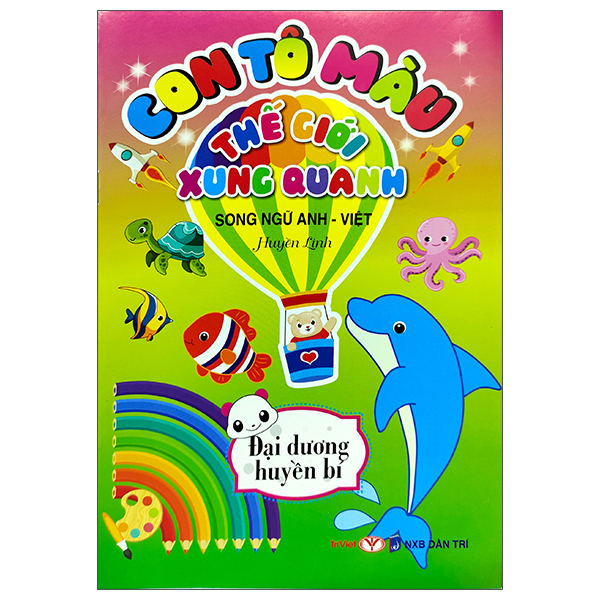 CON TÔ MÀU
THẾ GIỚI
XUNG QUANH
SONG NGỮ ANH - VIỆT
Huyền Linh
Đại dương
huyền bí
TriViet
NXB DÂN TRÍ